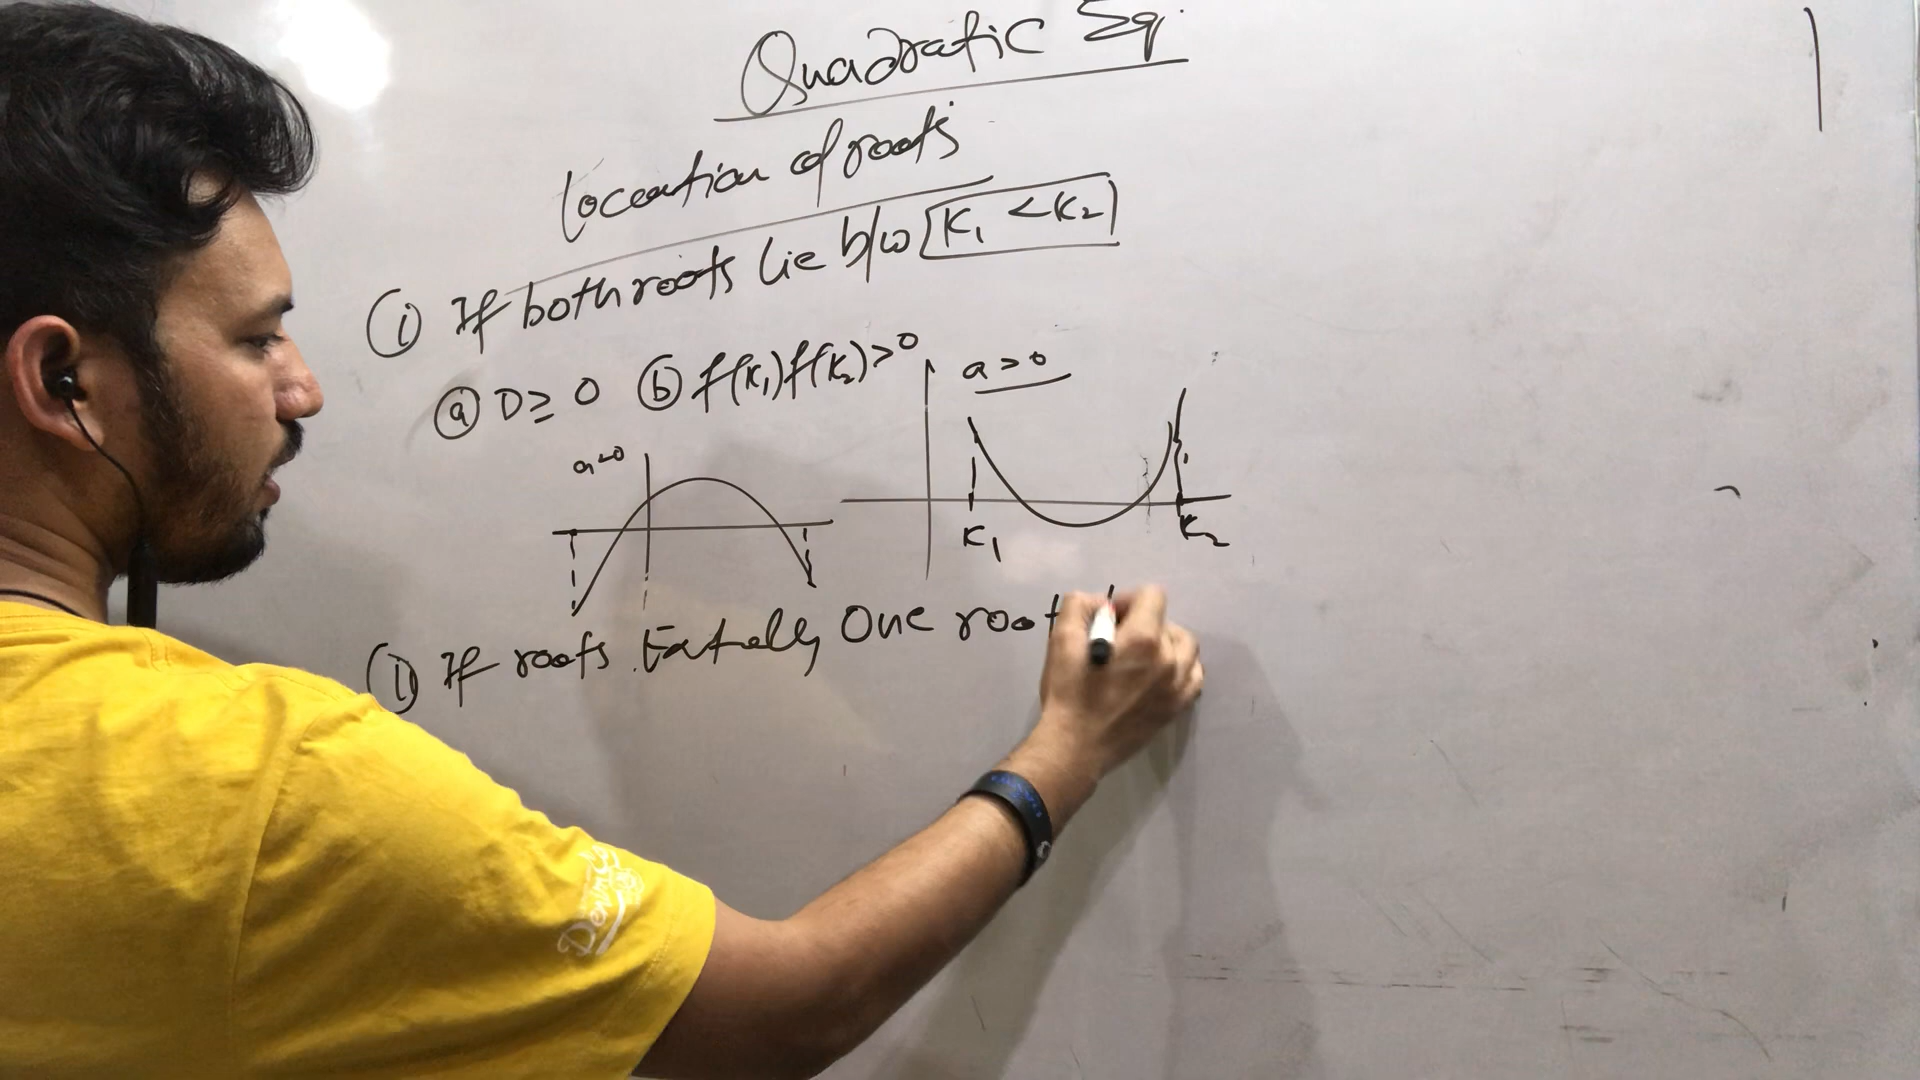 Quadratic Eq.
Location of roots
(i) If both roots lie b/w K₁ < K₂
(a) D ≥ 0 (b) f(K₁)f(K₂)>0
a>0
a<0
K₁ K₂
If roots Exactly One root
Denim